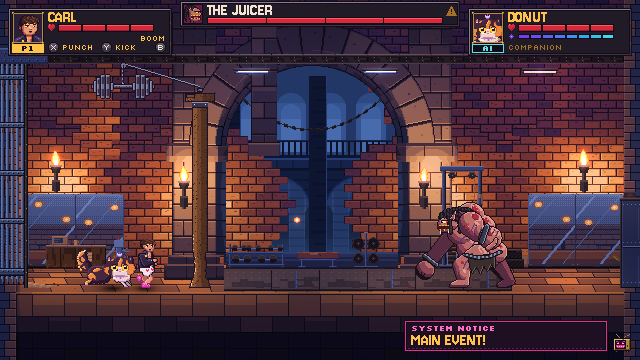 CARL
P1
X PUNCH Y KICK
BOOM
B
THE JUICER
DONUT
AI
COMPANION
SYSTEM NOTICE
MAIN EVENT!